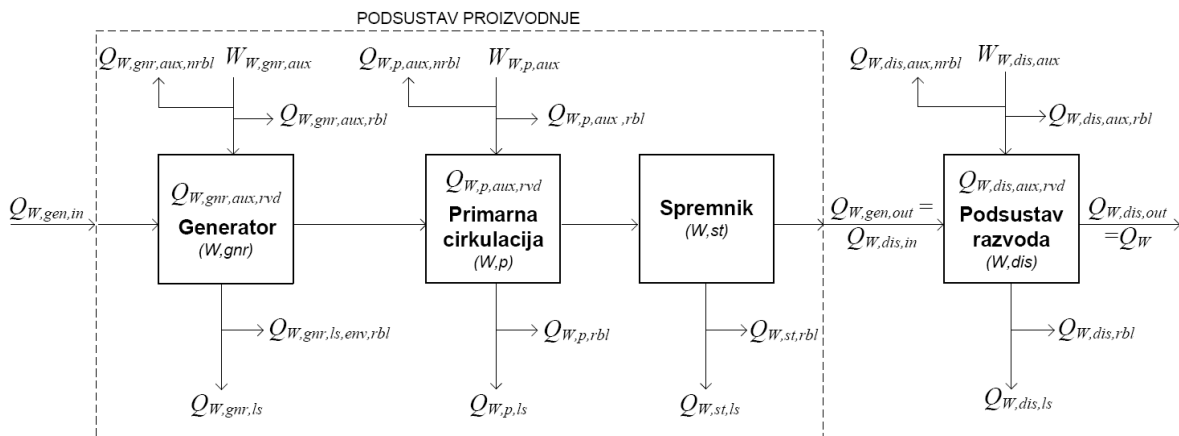 PODSUSTAV PROIZVODNJE
Q_{W,gnr,aux,nrbl} W_{W,gnr,aux}
Q_{W,p,aux,nrbl} W_{W,p,aux}
Q_{W,dis,aux,nrbl} W_{W,dis,aux}
Q_{W,gnr,aux,rbl}
Q_{W,p,aux ,rbl}
Q_{W,dis,aux,rbl}
Q_{W,gen,in}
Q_{W,gnr,aux,rvd}
Generator
(W,gnr)
Q_{W,p,aux,rvd}
Primarna
cirkulacija
(W,p)
Spremnik
(W,st)
Q_{W,gen,out} =
Q_{W,dis,in}
Q_{W,dis,aux,rvd}
Podsustav
razvoda
(W,dis)
Q_{W,dis,out}
=Q_W
Q_{W,gnr,ls,env,rbl}
Q_{W,p,rbl}
Q_{W,st,rbl}
Q_{W,dis,rbl}
Q_{W,gnr,ls}
Q_{W,p,ls}
Q_{W,st,ls}
Q_{W,dis,ls}